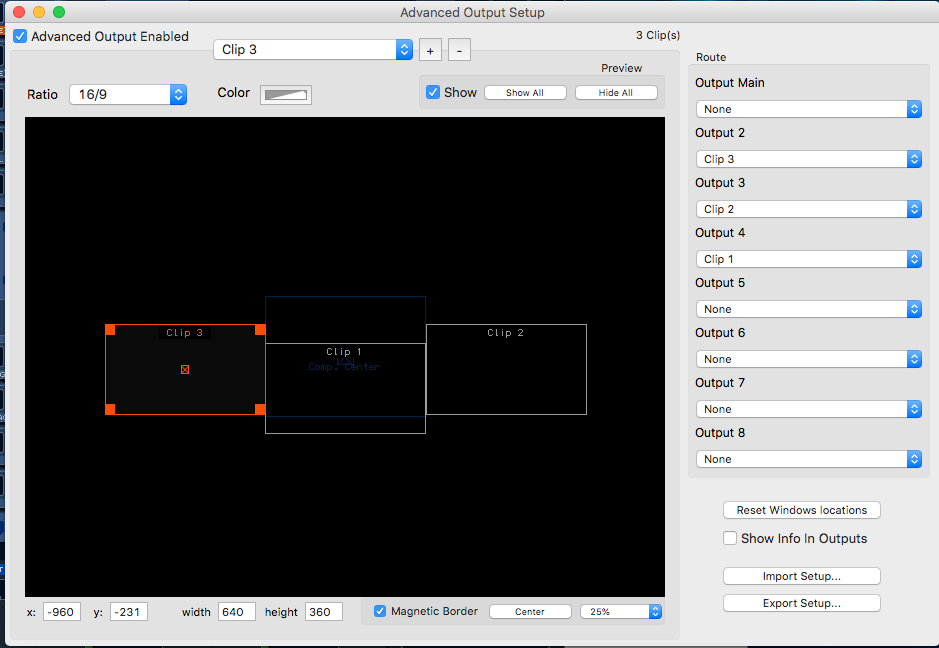 Advanced Output Setup
Advanced Output Enabled
Clip 3
+
-
3 Clip(s)
Ratio
16/9
Color
Preview
Show
Show All
Hide All
Clip 3
Clip 2
Clip 1
Comp. Center
x:
-960
y:
-231
width
640
height
360
Magnetic Border
Center
25%
Route
Output Main
None
Output 2
Clip 3
Output 3
Clip 2
Output 4
Clip 1
Output 5
None
Output 6
None
Output 7
None
Output 8
None
Reset Windows locations
Show Info In Outputs
Import Setup...
Export Setup...